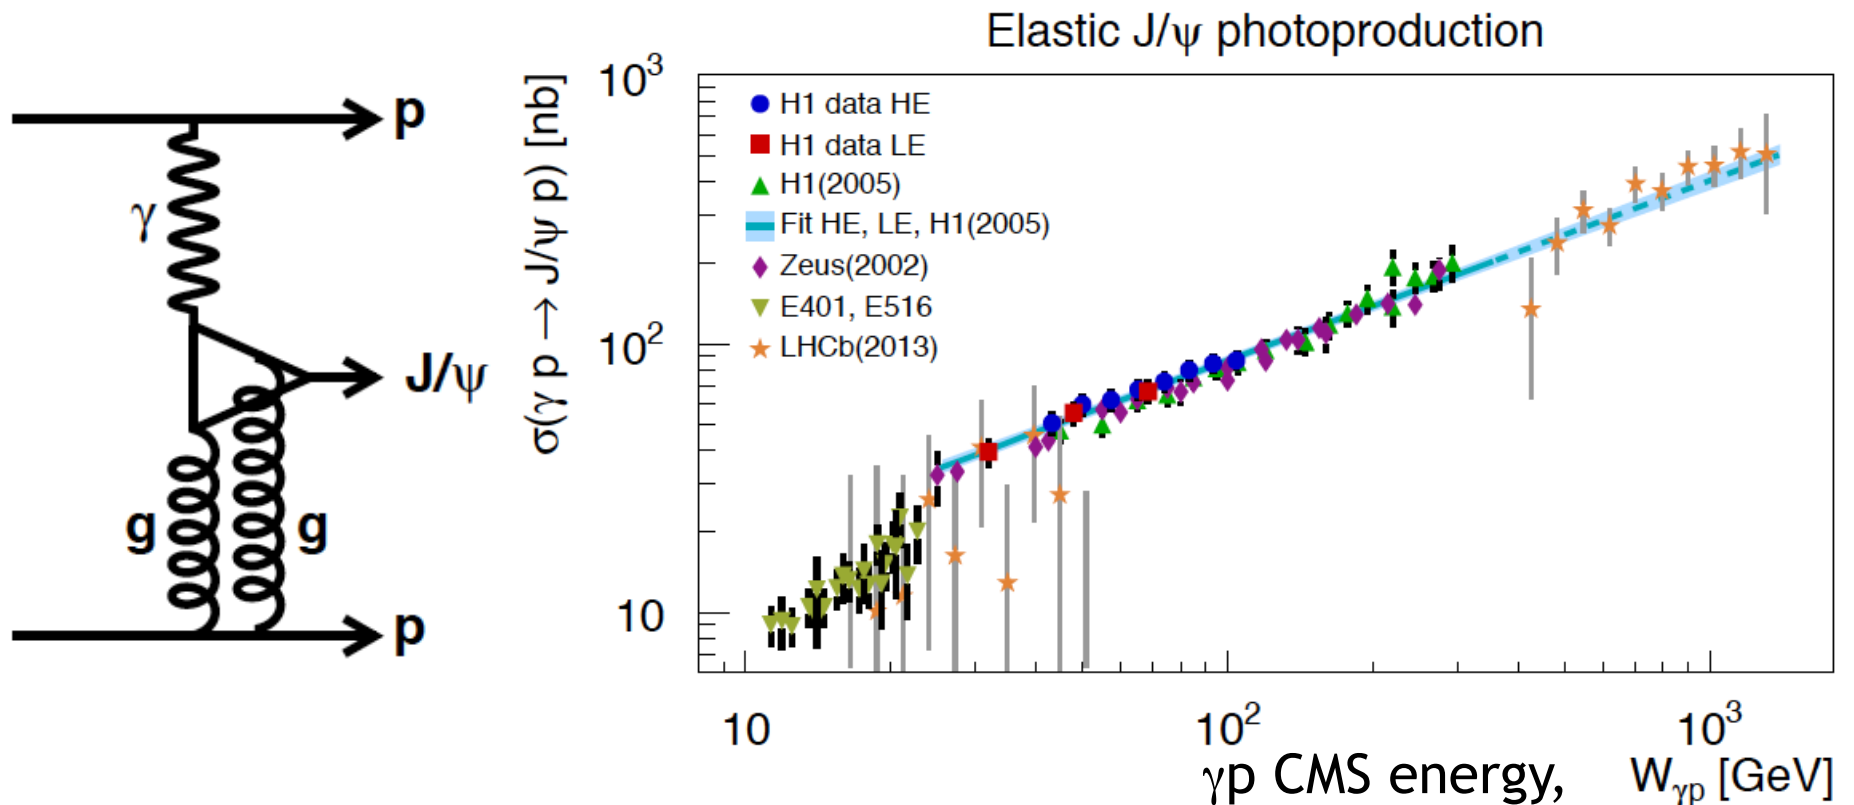 p
γ
J/ψ
g
g
p
Elastic J/ψ photoproduction
σ(γ p → J/ψ p) [nb]
10³
10²
10
H1 data HE
H1 data LE
H1(2005)
Fit HE, LE, H1(2005)
Zeus(2002)
E401, E516
LHCb(2013)
10
10²
10³
γp CMS energy, Wγp [GeV]